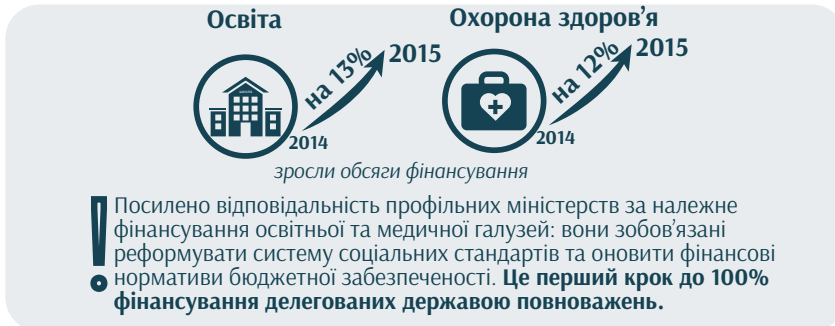 Освіта
Охорона здоров’я
на 13%
2015
2014
на 12%
2015
2014
зросли обсяги фінансування
! Посилено відповідальність профільних міністерств за належне
фінансування освітньої та медичної галузей: вони зобов’язані
реформувати систему соціальних стандартів та оновити фінансові
нормативи бюджетної забезпеченості. Це перший крок до 100%
фінансування делегованих державою повноважень.